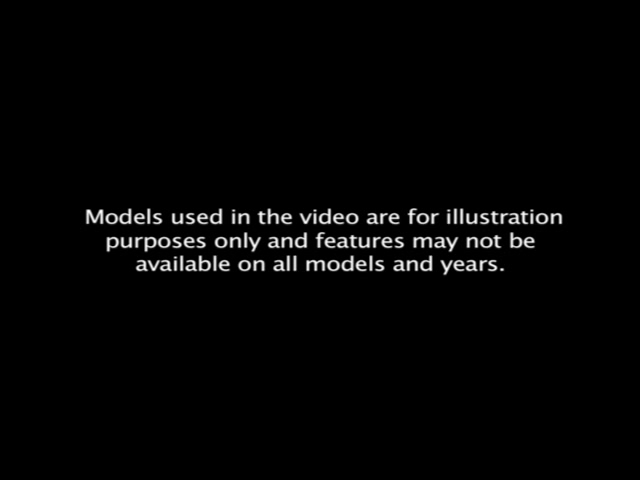 Models used in the video are for illustration
purposes only and features may not be
available on all models and years.